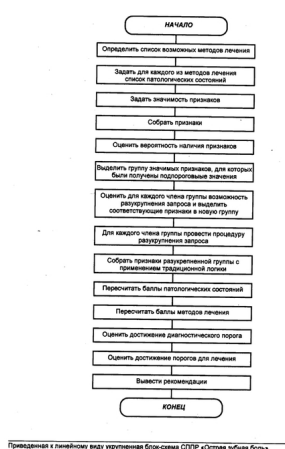 НАЧАЛО
Определить список возможных методов лечения
Задать для каждого из методов лечения
список патологических состояний
Задать значимость признаков
Собрать признаки
Оценить вероятность наличия признаков
Выделить группу значимых признаков, для которых
были получены подпороговые значения
Оценить для каждого члена группы возможность
разукрупнения запроса и выделить
соответствующие признаки в новую группу
Для каждого члена группы провести процедуру
разукрупнения запроса
Собрать признаки разукрепненной группы с
применением традиционной логики
Пересчитать баллы патологических состояний
Пересчитать баллы методов лечения
Оценить достижение диагностического порога
Оценить достижение порогов для лечения
Вывести рекомендации
КОНЕЦ
Приведенная к линейному виду укрупненная блок-схема СППР «Острая зубная боль»